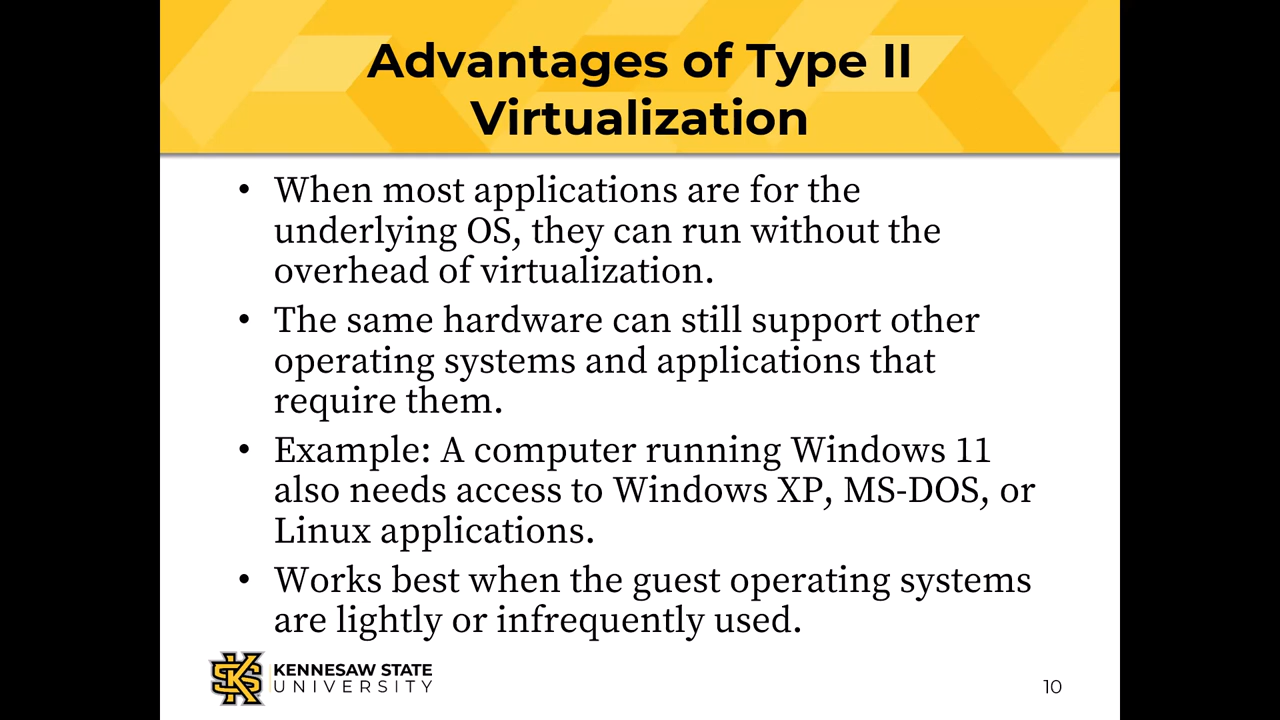 Advantages of Type II
Virtualization
• When most applications are for the
underlying OS, they can run without the
overhead of virtualization.
• The same hardware can still support other
operating systems and applications that
require them.
• Example: A computer running Windows 11
also needs access to Windows XP, MS-DOS, or
Linux applications.
• Works best when the guest operating systems
are lightly or infrequently used.
KS
KENNESAW STATE
UNIVERSITY
10